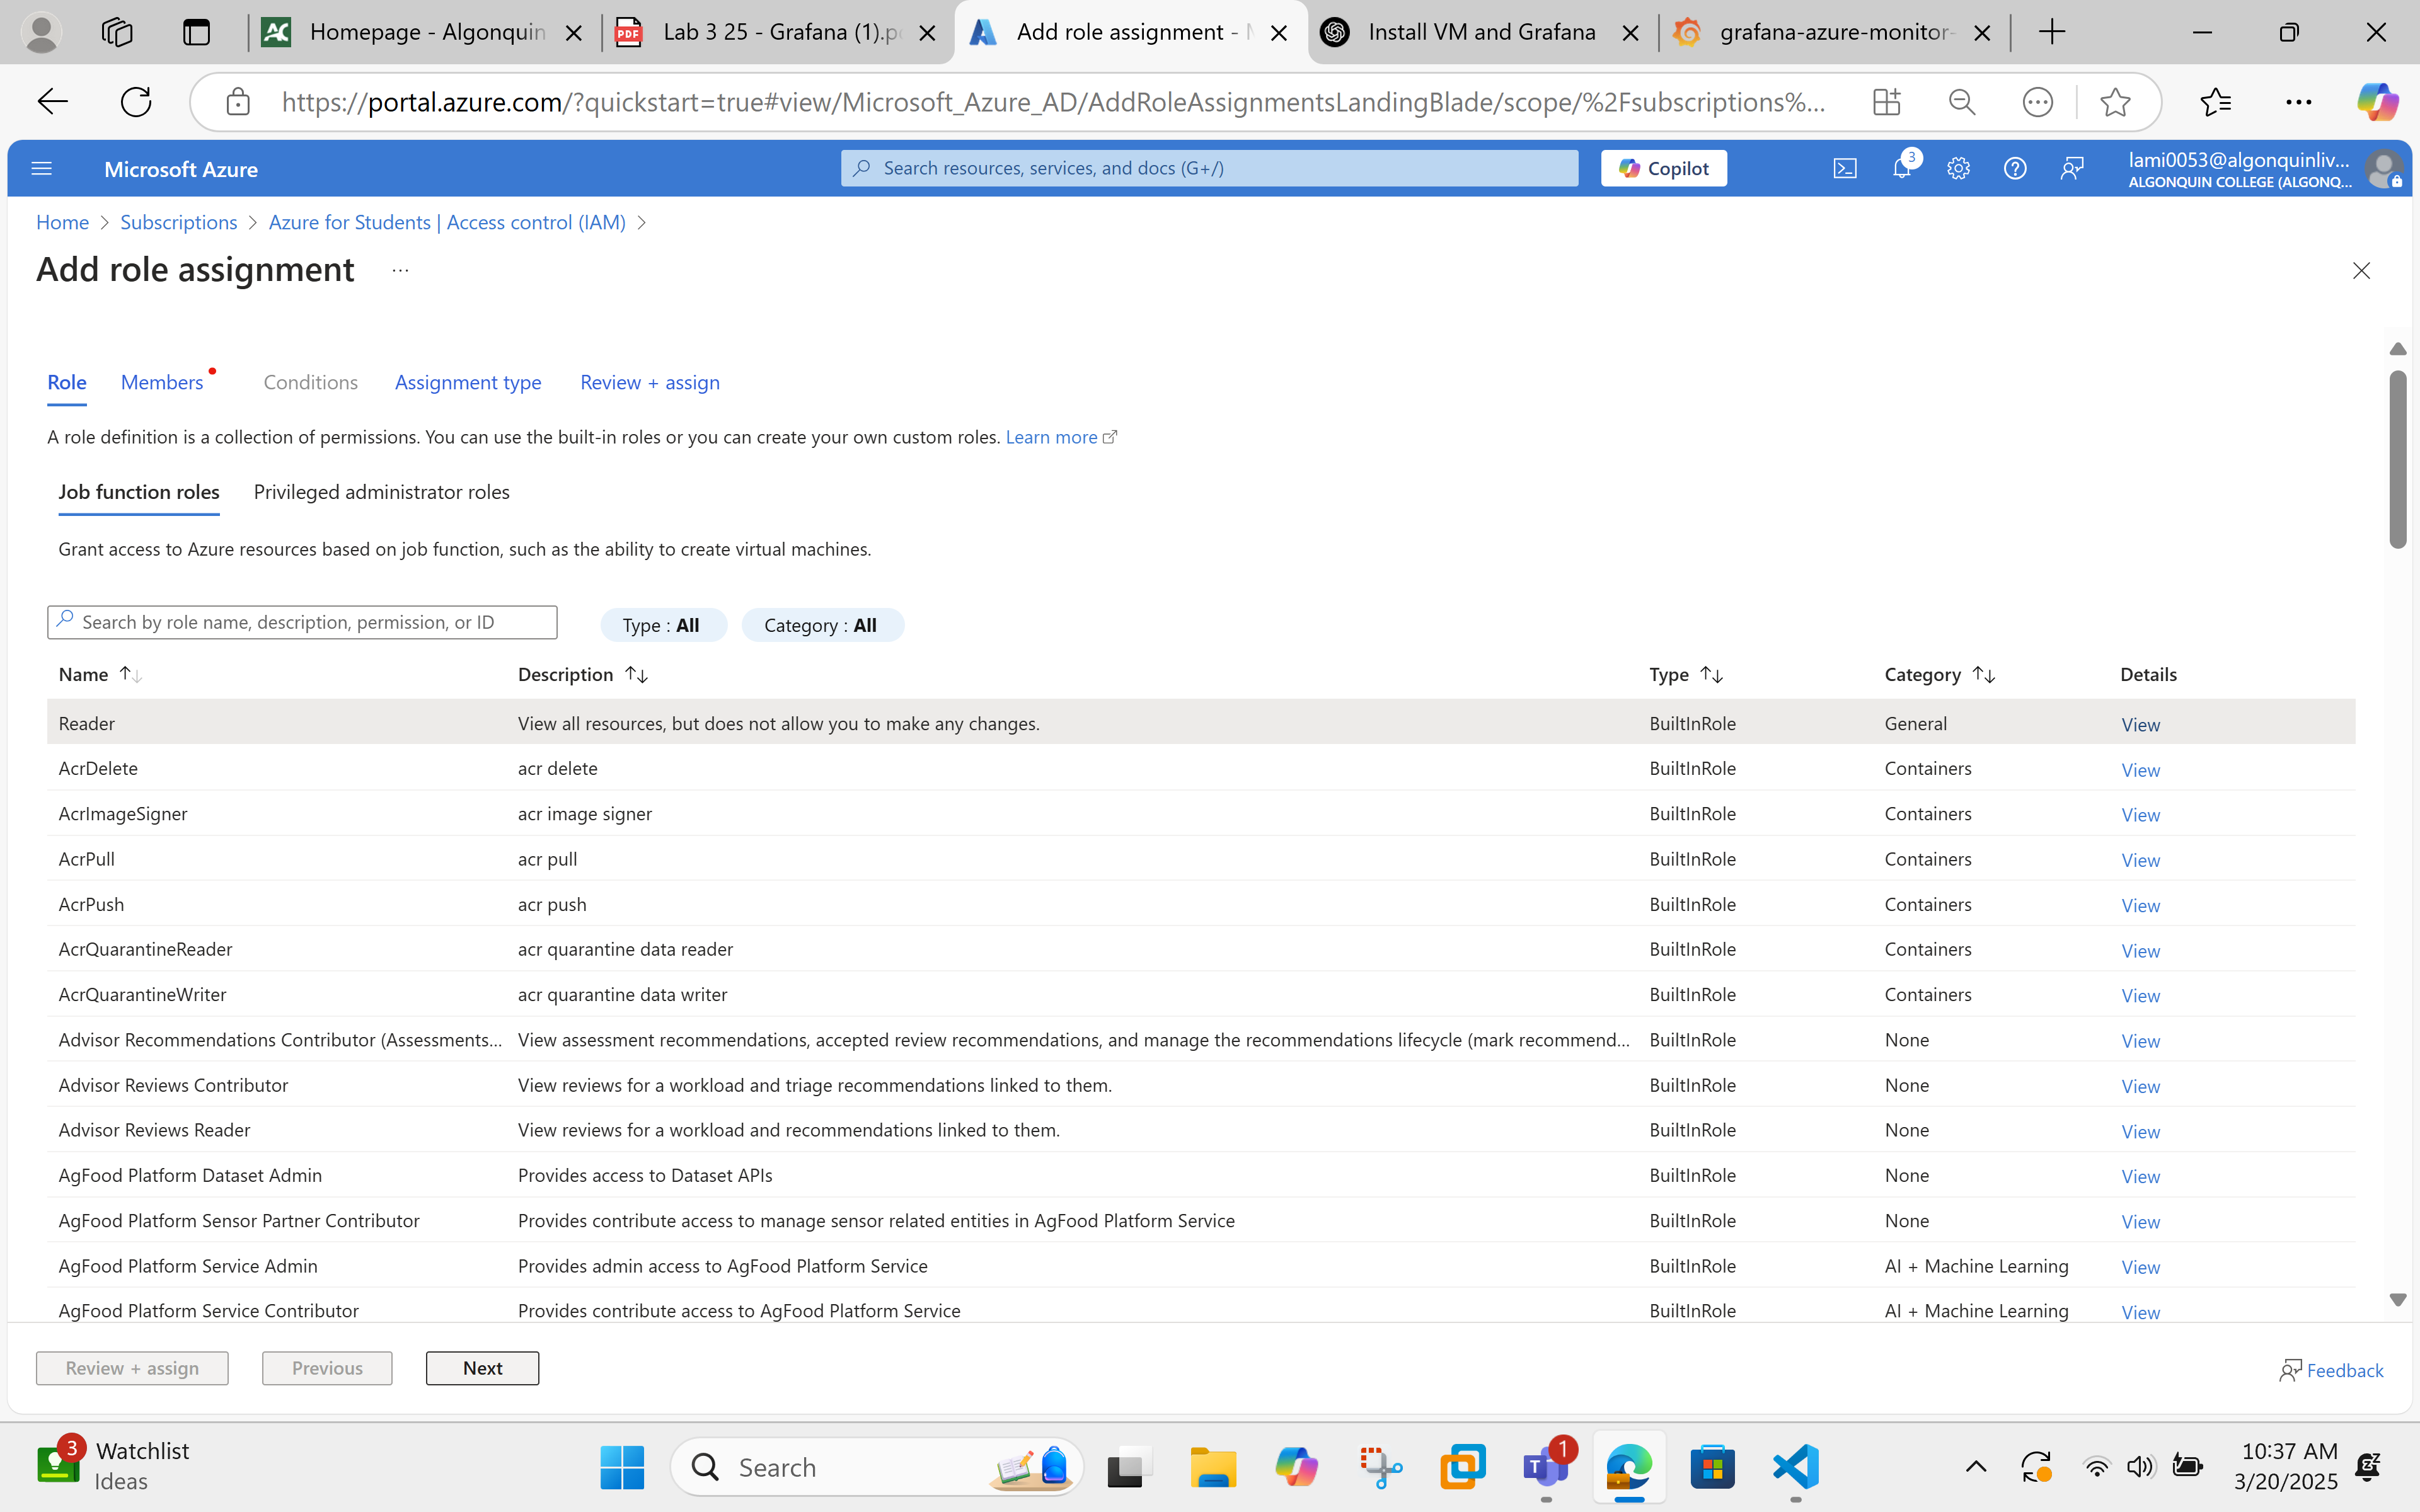 Homepage - Algonquin
Lab 3 25 - Grafana (1).p
Add role assignment -
Install VM and Grafana
grafana-azure-monitor-
https://portal.azure.com/?quickstart=true#view/Microsoft_Azure_AD/AddRoleAssignmentsLandingBlade/scope/%2Fsubscriptions%...
Microsoft Azure
Search resources, services, and docs (G+/)
Copilot
3
lami0053@algonquinliv...
ALGONQUIN COLLEGE (ALGONQ...
Home > Subscriptions > Azure for Students | Access control (IAM) >
Add role assignment ...
Role Members Conditions Assignment type Review + assign
A role definition is a collection of permissions. You can use the built-in roles or you can create your own custom roles. Learn more
Job function roles Privileged administrator roles
Grant access to Azure resources based on job function, such as the ability to create virtual machines.
Search by role name, description, permission, or ID Type : All Category : All
Name Description Type Category Details
Reader View all resources, but does not allow you to make any changes. BuiltInRole General View
AcrDelete acr delete BuiltInRole Containers View
AcrImageSigner acr image signer BuiltInRole Containers View
AcrPull acr pull BuiltInRole Containers View
AcrPush acr push BuiltInRole Containers View
AcrQuarantineReader acr quarantine data reader BuiltInRole Containers View
AcrQuarantineWriter acr quarantine data writer BuiltInRole Containers View
Advisor Recommendations Contributor (Assessments... View assessment recommendations, accepted review recommendations, and manage the recommendations lifecycle (mark recommend... BuiltInRole None View
Advisor Reviews Contributor View reviews for a workload and triage recommendations linked to them. BuiltInRole None View
Advisor Reviews Reader View reviews for a workload and recommendations linked to them. BuiltInRole None View
AgFood Platform Dataset Admin Provides access to Dataset APIs BuiltInRole None View
AgFood Platform Sensor Partner Contributor Provides contribute access to manage sensor related entities in AgFood Platform Service BuiltInRole None View
AgFood Platform Service Admin Provides admin access to AgFood Platform Service BuiltInRole AI + Machine Learning View
AgFood Platform Service Contributor Provides contribute access to AgFood Platform Service BuiltInRole AI + Machine Learning View
Review + assign Previous Next Feedback
3
Watchlist
Ideas
Search
1
10:37 AM
3/20/2025